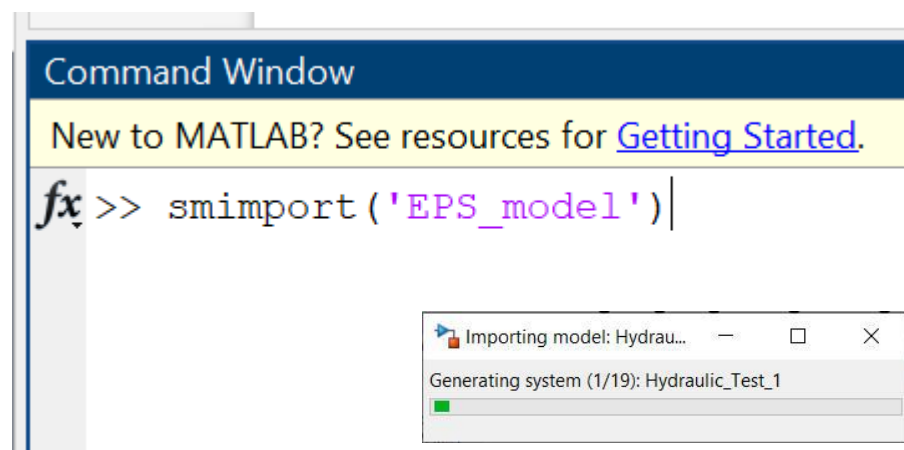 Command Window
New to MATLAB? See resources for Getting Started.
fx >> smimport('EPS_model')
Importing model: Hydrau...
Generating system (1/19): Hydraulic_Test_1